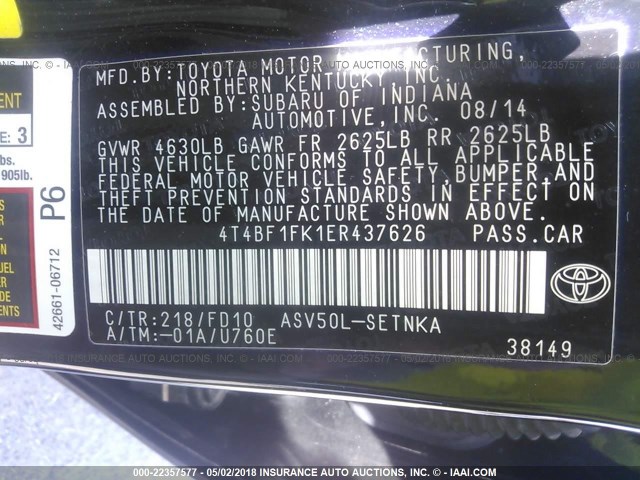 MFD.BY:TOYOTA MOTOR MANUFACTURING,
NORTHERN KENTUCKY, INC.
ASSEMBLED BY:SUBARU OF INDIANA
AUTOMOTIVE, INC. 08/14
GVWR 4630LB GAWR FR 2625LB RR 2625LB
THIS VEHICLE CONFORMS TO ALL APPLICABLE
FEDERAL MOTOR VEHICLE SAFETY, BUMPER, AND
THEFT PREVENTION STANDARDS IN EFFECT ON
THE DATE OF MANUFACTURE SHOWN ABOVE.
4T4BF1FK1ER437626 PASS.CAR
C/TR:218/FD10 ASV50L-SETNKA
A/TM:-01A/U760E
38149
3
905lb.
P6
42661-06712
000-22357577 - 05/02/2018 - INSURANCE AUTO AUCTIONS, INC. - IAAI.COM